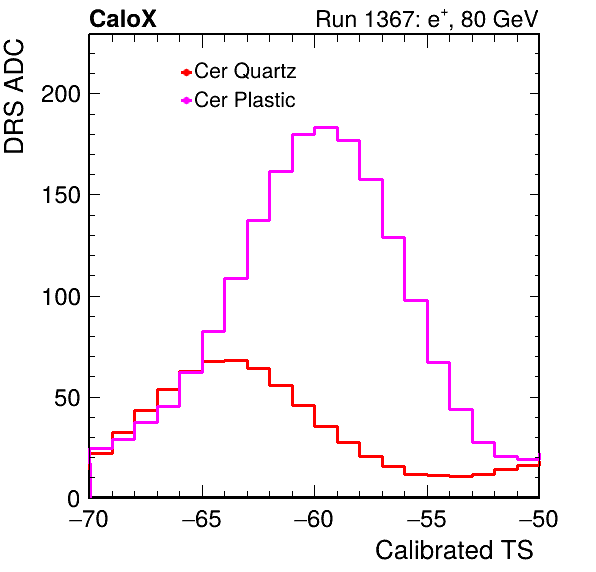 CaloX Run 1367: e⁺, 80 GeV
DRS ADC
Cer Quartz
Cer Plastic
200
150
100
50
0
−70 −65 −60 −55 −50
Calibrated TS